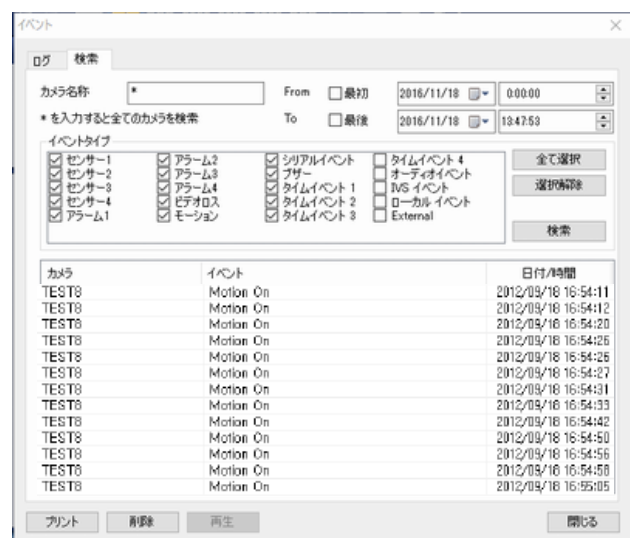 イベント
ログ 検索
カメラ名称 * From 最初 2016/11/18 0:00:00
* を入力すると全てのカメラを検索 To 最後 2016/11/18 13:47:53
イベントタイプ
センサー1 アラーム2 シリアルイベント タイムイベント 4 全て選択
センサー2 アラーム3 ブザー オーディオイベント
センサー3 アラーム4 タイムイベント 1 IVS イベント 選択解除
センサー4 ビデオロス タイムイベント 2 ローカル イベント
アラーム1 モーション タイムイベント 3 External 検索
カメラ イベント 日付/時間
TEST8 Motion On 2012/09/18 16:54:11
TEST8 Motion On 2012/09/18 16:54:12
TEST8 Motion On 2012/09/18 16:54:20
TEST8 Motion On 2012/09/18 16:54:26
TEST8 Motion On 2012/09/18 16:54:26
TEST8 Motion On 2012/09/18 16:54:27
TEST8 Motion On 2012/09/18 16:54:31
TEST8 Motion On 2012/09/18 16:54:33
TEST8 Motion On 2012/09/18 16:54:42
TEST8 Motion On 2012/09/18 16:54:50
TEST8 Motion On 2012/09/18 16:54:56
TEST8 Motion On 2012/09/18 16:54:58
TEST8 Motion On 2012/09/18 16:55:05
プリント 削除 再生 閉じる